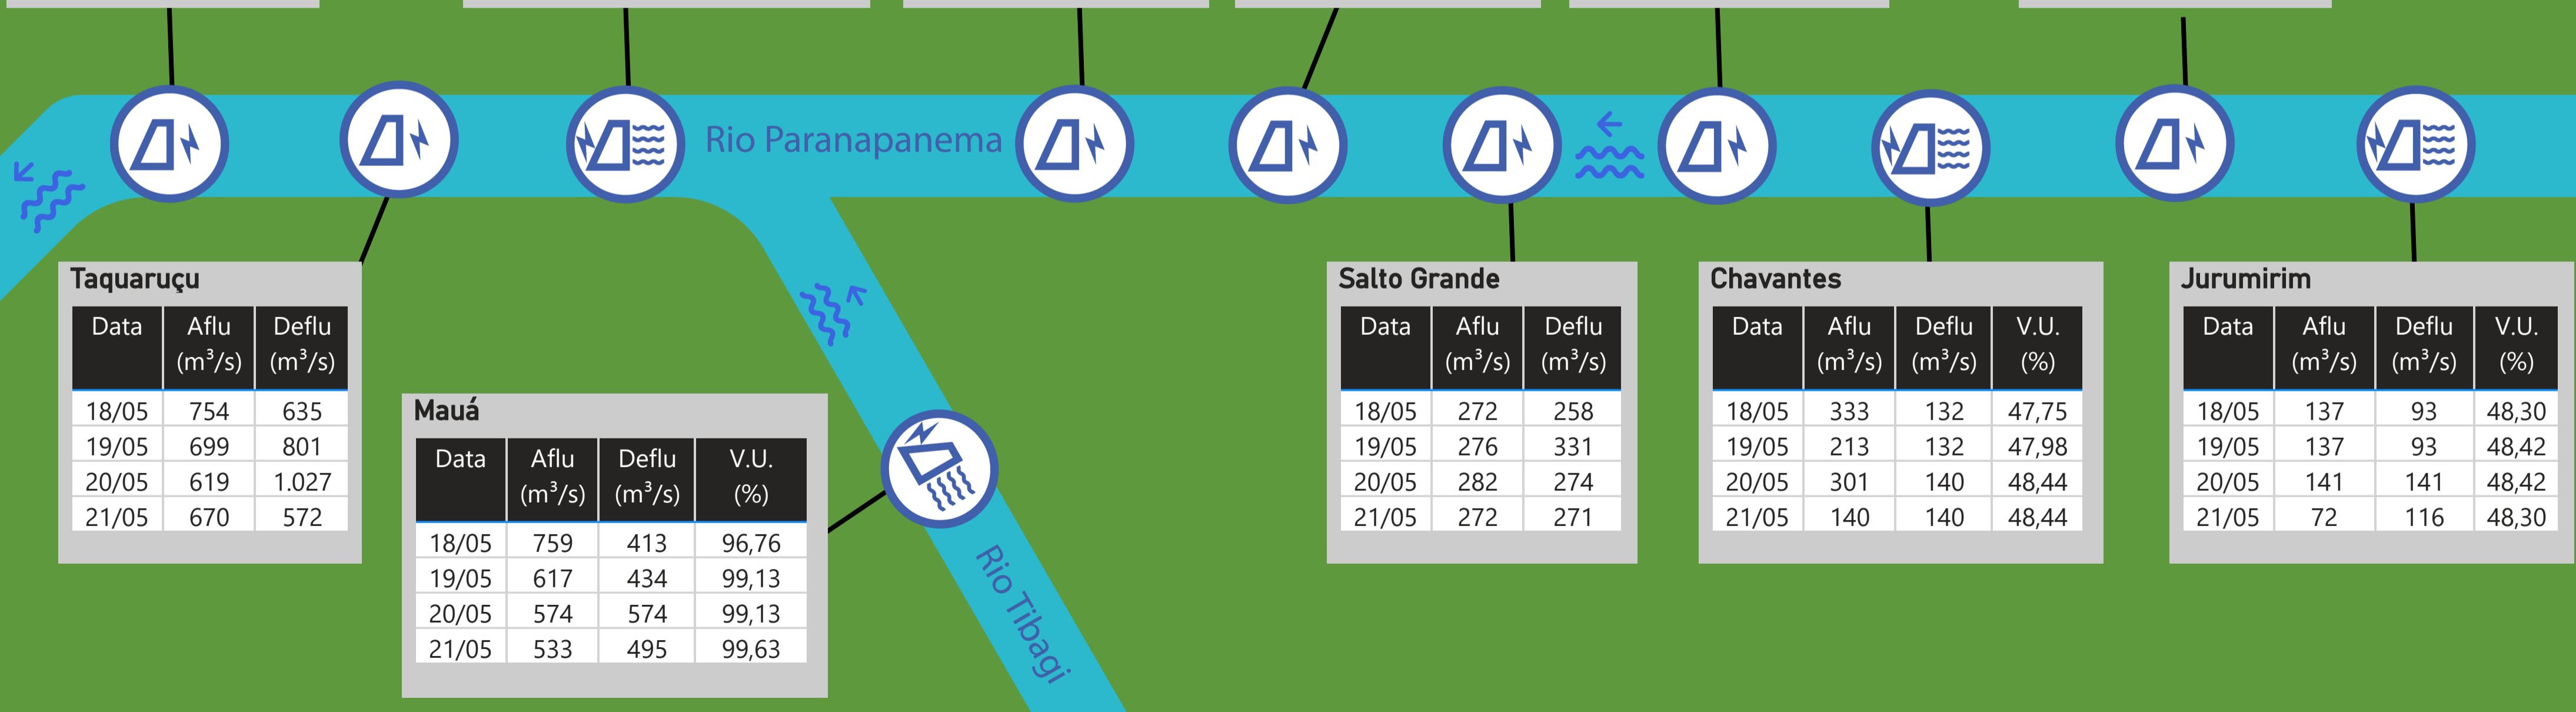 Rio Paranapanema
Taquaruçu
Data Aflu (m³/s) Deflu (m³/s)
18/05 754 635
19/05 699 801
20/05 619 1.027
21/05 670 572
Mauá
Data Aflu (m³/s) Deflu (m³/s) V.U. (%)
18/05 759 413 96,76
19/05 617 434 99,13
20/05 574 574 99,13
21/05 533 495 99,63
Rio Tibagi
Salto Grande
Data Aflu (m³/s) Deflu (m³/s)
18/05 272 258
19/05 276 331
20/05 282 274
21/05 272 271
Chavantes
Data Aflu (m³/s) Deflu (m³/s) V.U. (%)
18/05 333 132 47,75
19/05 213 132 47,98
20/05 301 140 48,44
21/05 140 140 48,44
Jurumirim
Data Aflu (m³/s) Deflu (m³/s) V.U. (%)
18/05 137 93 48,30
19/05 137 93 48,42
20/05 141 141 48,42
21/05 72 116 48,30